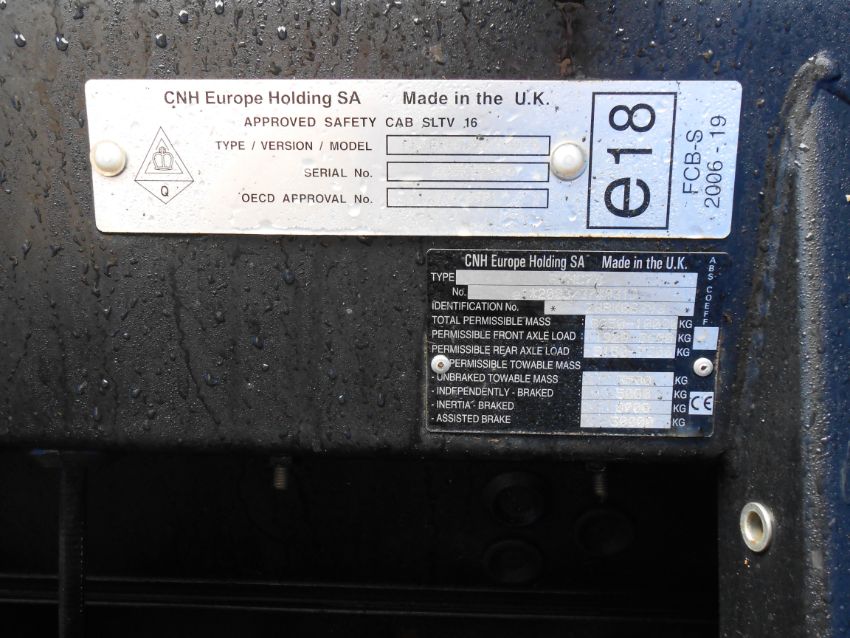 CNH Europe Holding SA Made in the U.K.
APPROVED SAFETY CAB SLTV 16
TYPE / VERSION / MODEL
SERIAL No.
OECD APPROVAL No.
Q
e18
FCB-S
2006-.19
CNH Europe Holding SA Made in the U.K.
TYPE
No.
IDENTIFICATION No. * *
TOTAL PERMISSIBLE MASS KG
PERMISSIBLE FRONT AXLE LOAD KG
PERMISSIBLE REAR AXLE LOAD KG
PERMISSIBLE TOWABLE MASS
- UNBRAKED TOWABLE MASS KG
- INDEPENDENTLY - BRAKED KG
- INERTIA - BRAKED KG
- ASSISTED BRAKE KG
ABS COEFF
CE